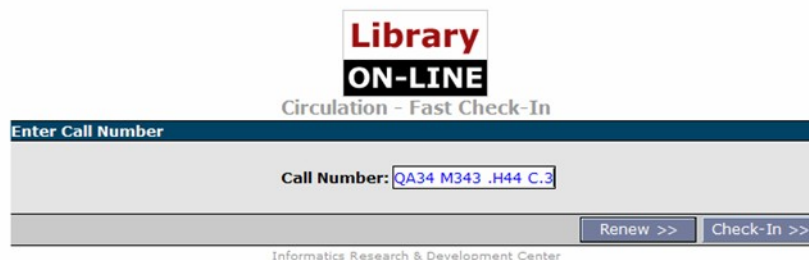 Library
ON-LINE
Circulation - Fast Check-In
Enter Call Number
Call Number: QA34 M343 .H44 C.3
Renew >> Check-In >>
Informatics Research & Development Center